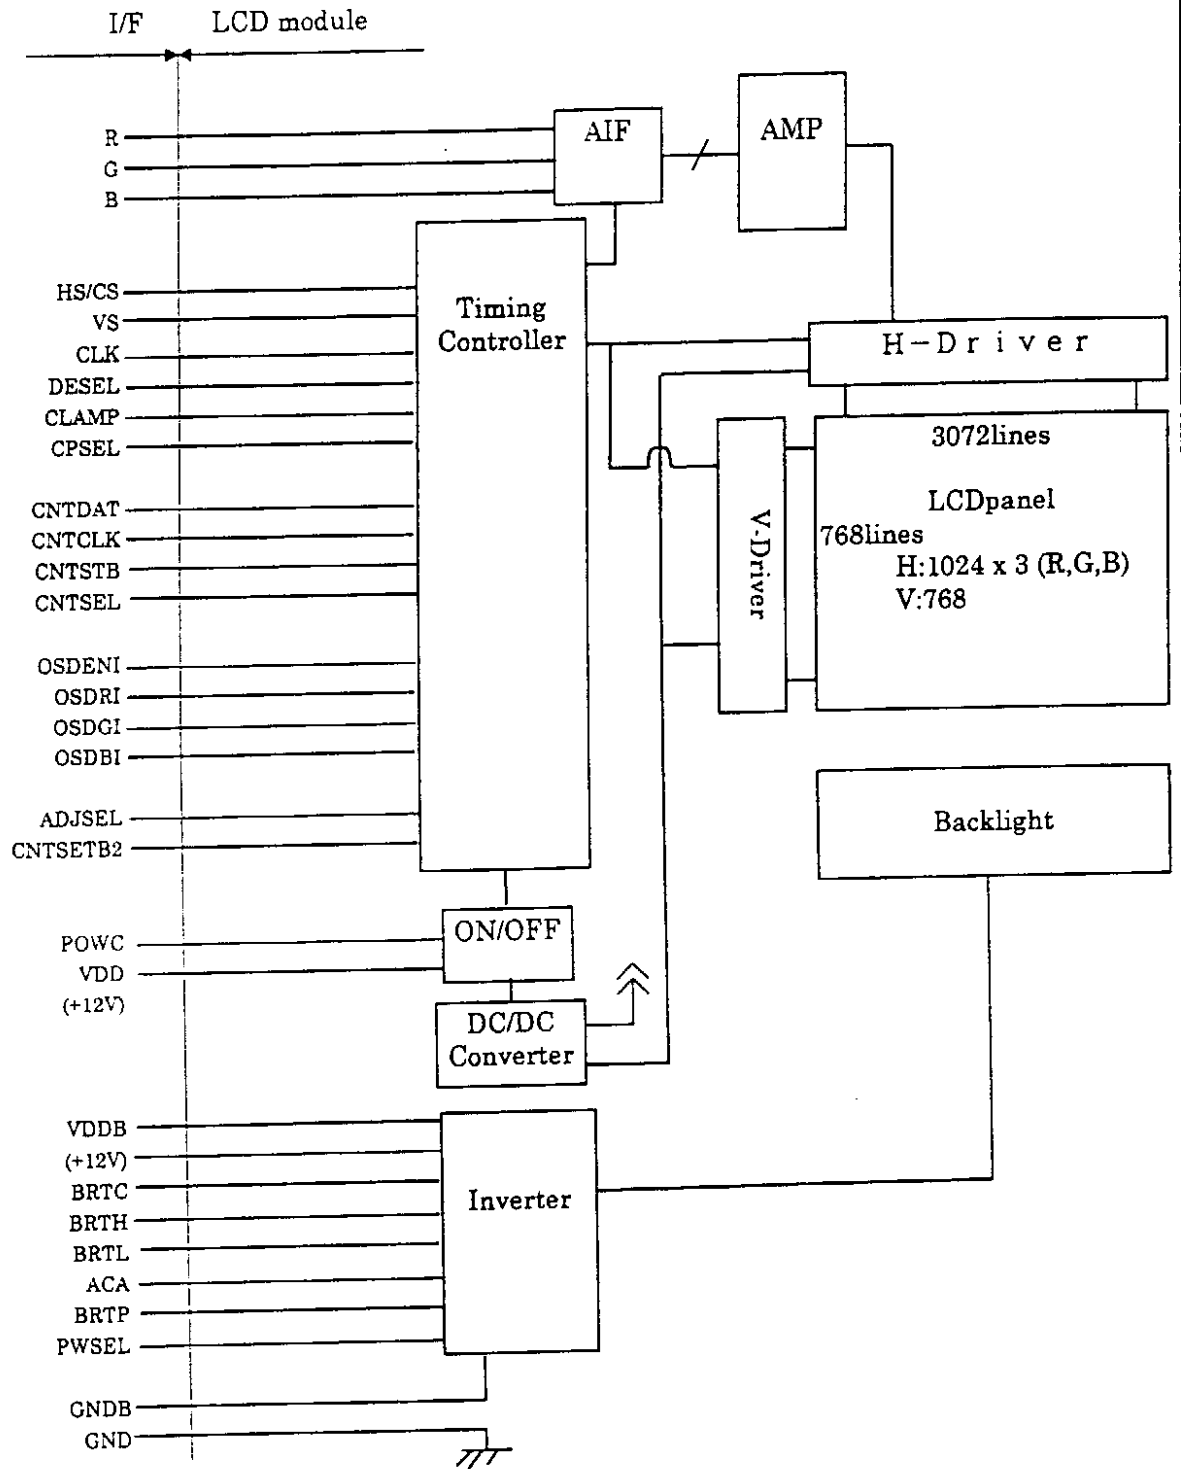 I/F LCD module
R
G
B
AIF
AMP
HS/CS
VS
CLK
DESEL
CLAMP
CPSEL
CNTDAT
CNTCLK
CNTSTB
CNTSEL
OSDENI
OSDRI
OSDGI
OSDBI
ADJSEL
CNTSETB2
Timing
Controller
H-Driver
V-Driver
3072lines
LCDpanel
768lines
H:1024 x 3 (R,G,B)
V:768
Backlight
POWC
VDD
(+12V)
ON/OFF
DC/DC
Converter
VDDB
(+12V)
BRTC
BRTH
BRTL
ACA
BRTP
PWSEL
Inverter
GNDB
GND